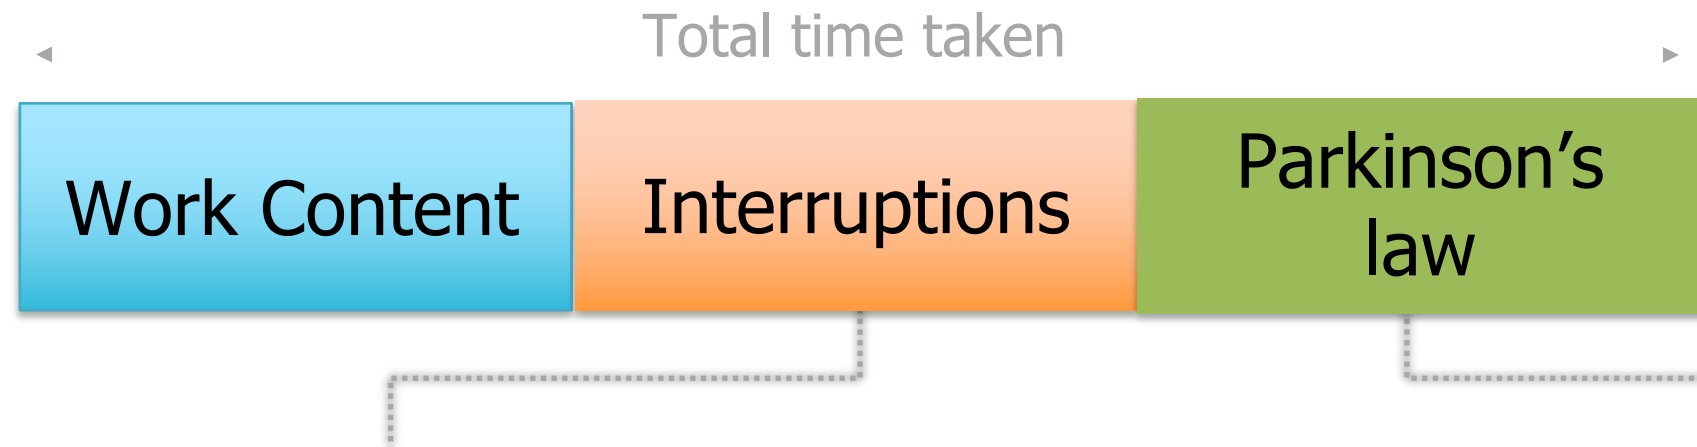 Total time taken
Work Content
Interruptions
Parkinson’s
law